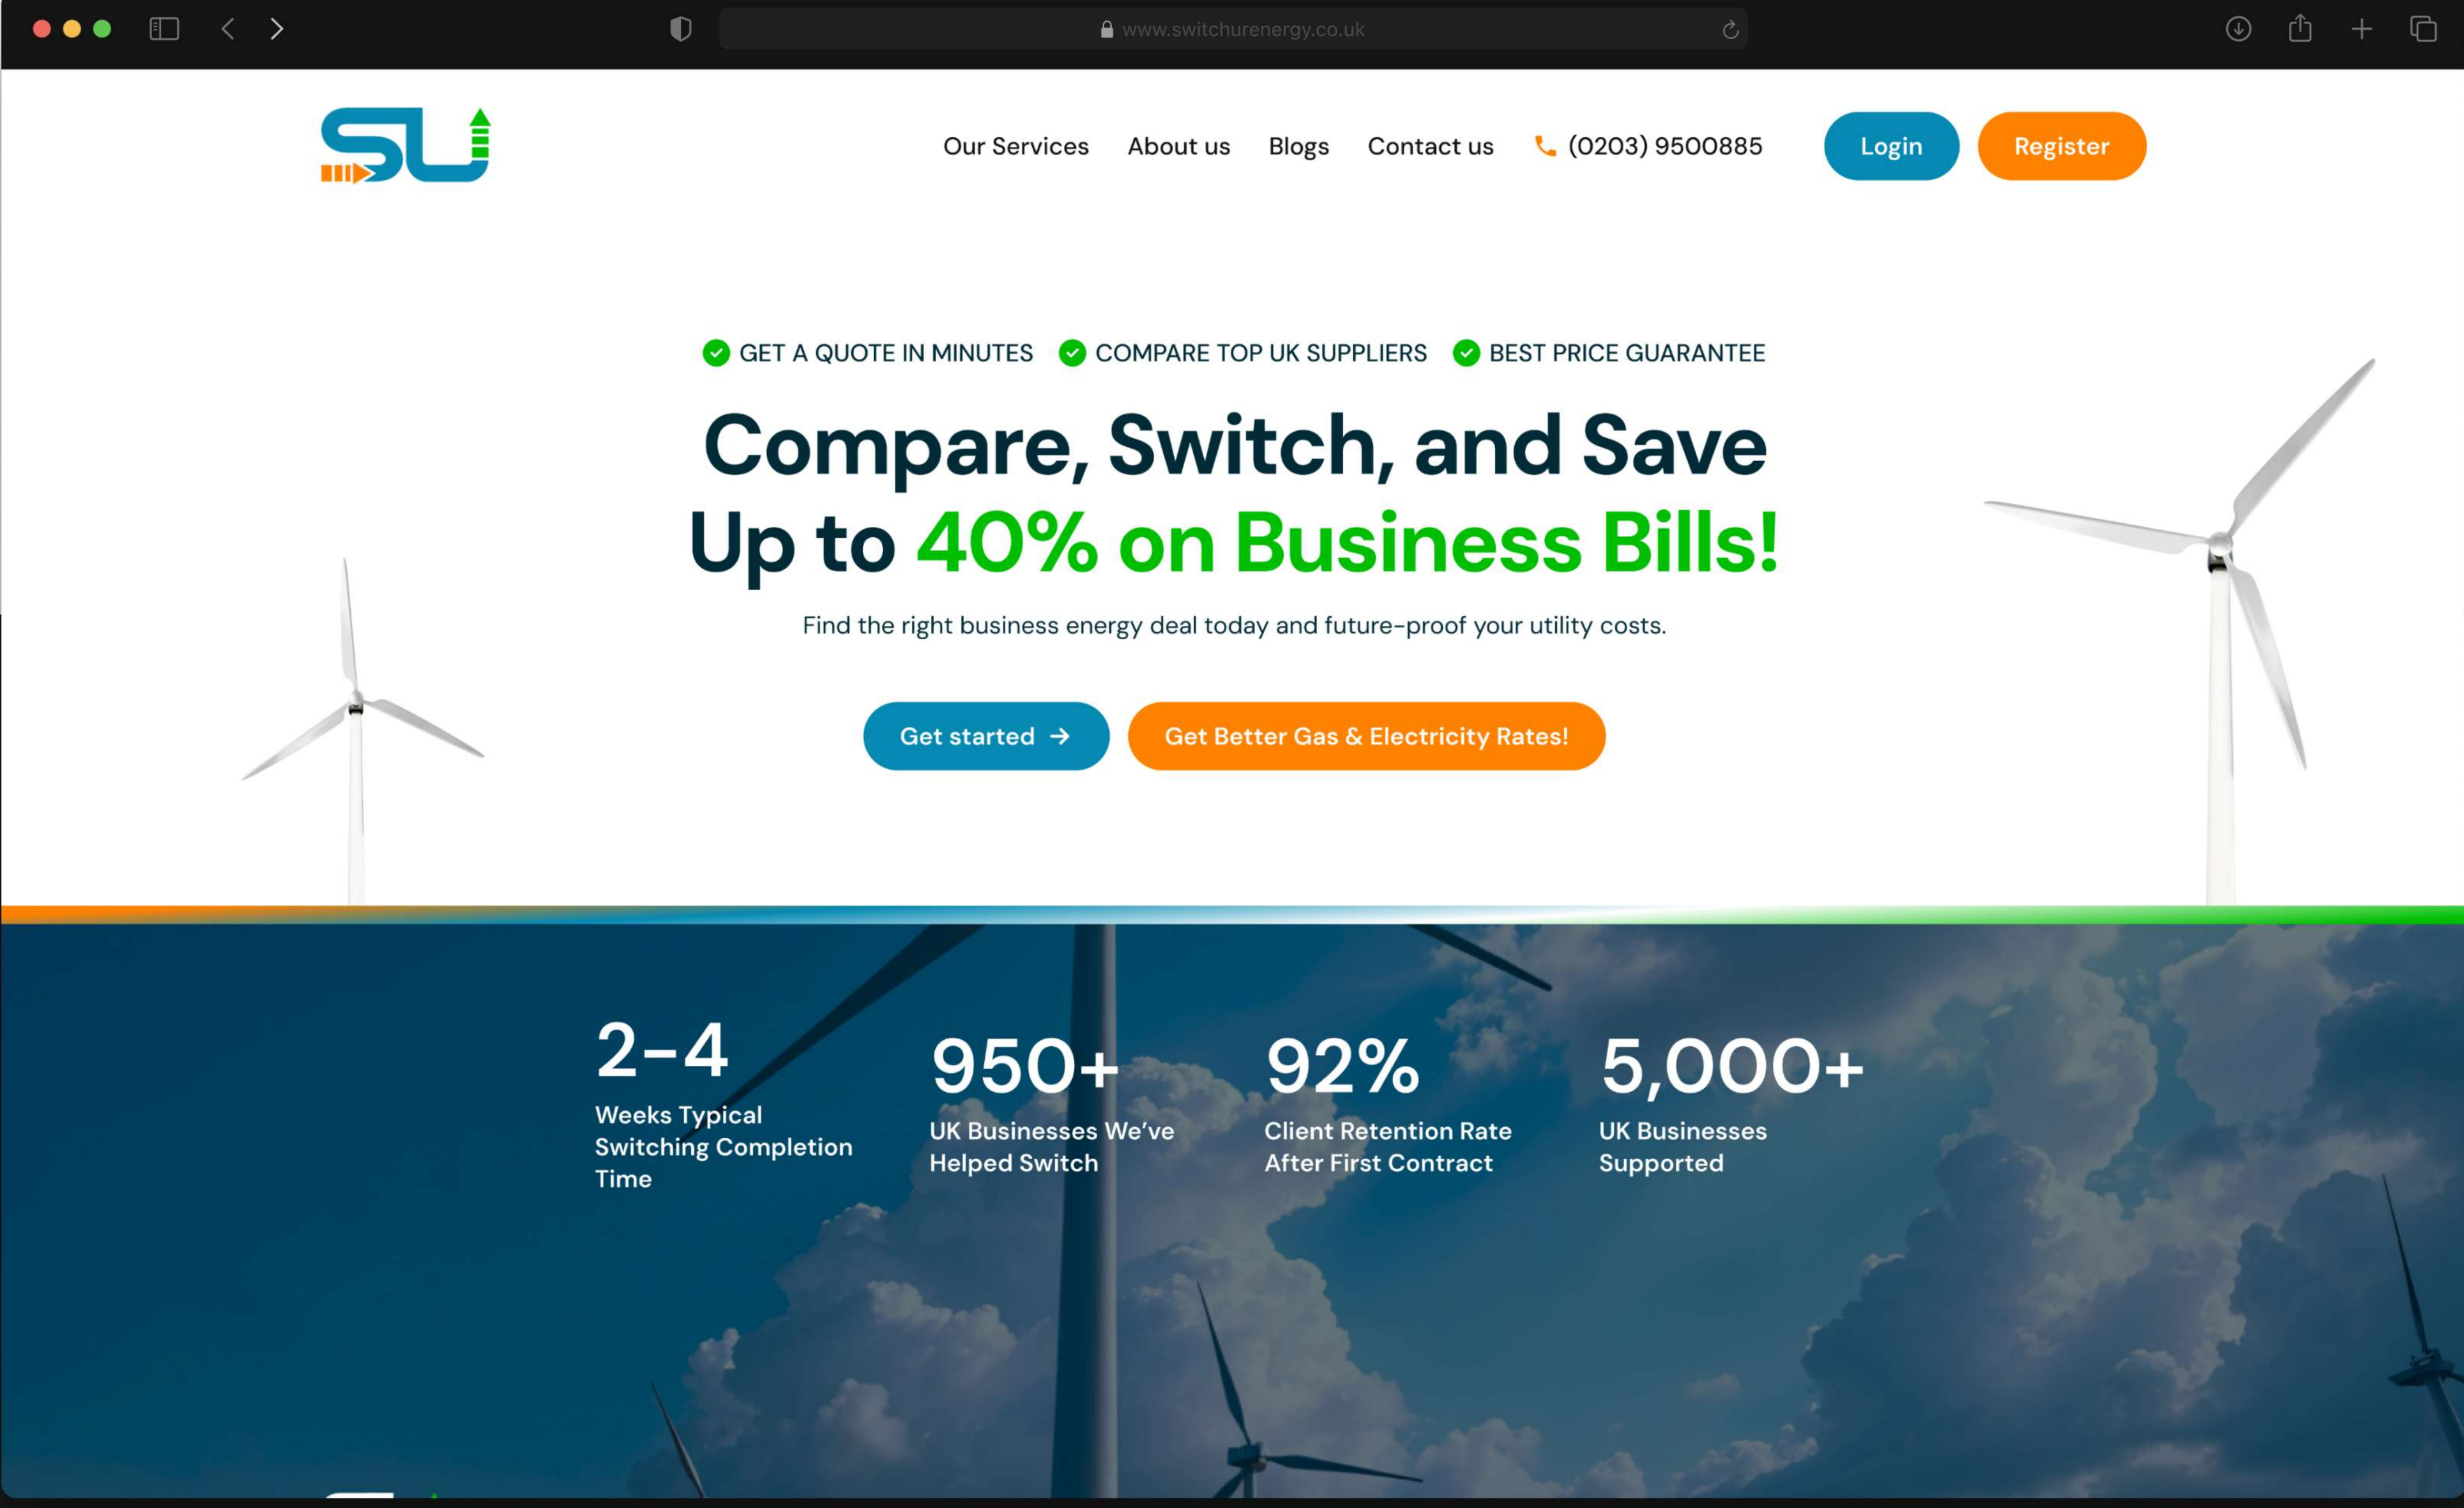 www.switchurenergy.co.uk
SU
Our Services About us Blogs Contact us (0203) 9500885 Login Register
GET A QUOTE IN MINUTES COMPARE TOP UK SUPPLIERS BEST PRICE GUARANTEE
Compare, Switch, and Save
Up to 40% on Business Bills!
Find the right business energy deal today and future-proof your utility costs.
Get started → Get Better Gas & Electricity Rates!
2-4
Weeks Typical
Switching Completion
Time
950+
UK Businesses We’ve
Helped Switch
92%
Client Retention Rate
After First Contract
5,000+
UK Businesses
Supported